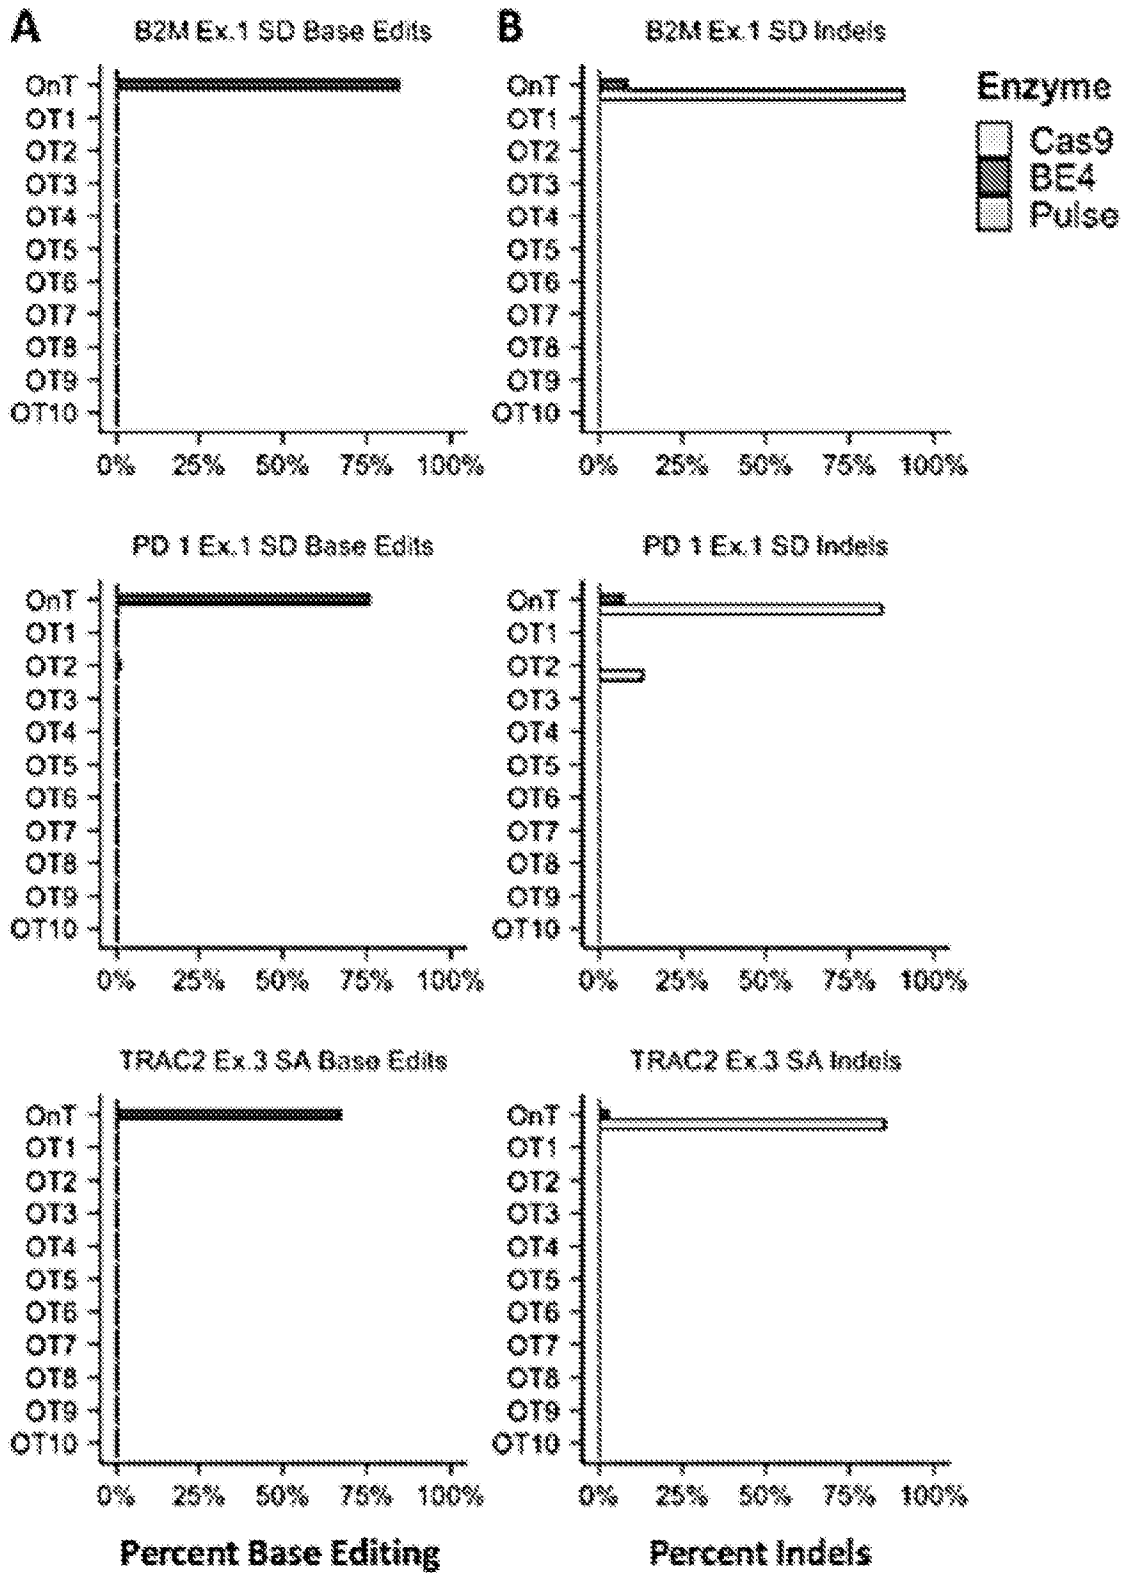 A
B2M Ex.1 SD Base Edits
OnT
OT1
OT2
OT3
OT4
OT5
OT6
OT7
OT8
OT9
OT10
0% 25% 50% 75% 100%
B
B2M Ex.1 SD Indels
OnT
OT1
OT2
OT3
OT4
OT5
OT6
OT7
OT8
OT9
OT10
0% 25% 50% 75% 100%
Enzyme
Cas9
BE4
Pulse
PD 1 Ex.1 SD Base Edits
OnT
OT1
OT2
OT3
OT4
OT5
OT6
OT7
OT8
OT9
OT10
0% 25% 50% 75% 100%
PD 1 Ex.1 SD Indels
OnT
OT1
OT2
OT3
OT4
OT5
OT6
OT7
OT8
OT9
OT10
0% 25% 50% 75% 100%
TRAC2 Ex.3 SA Base Edits
OnT
OT1
OT2
OT3
OT4
OT5
OT6
OT7
OT8
OT9
OT10
0% 25% 50% 75% 100%
Percent Base Editing
TRAC2 Ex.3 SA Indels
OnT
OT1
OT2
OT3
OT4
OT5
OT6
OT7
OT8
OT9
OT10
0% 25% 50% 75% 100%
Percent Indels